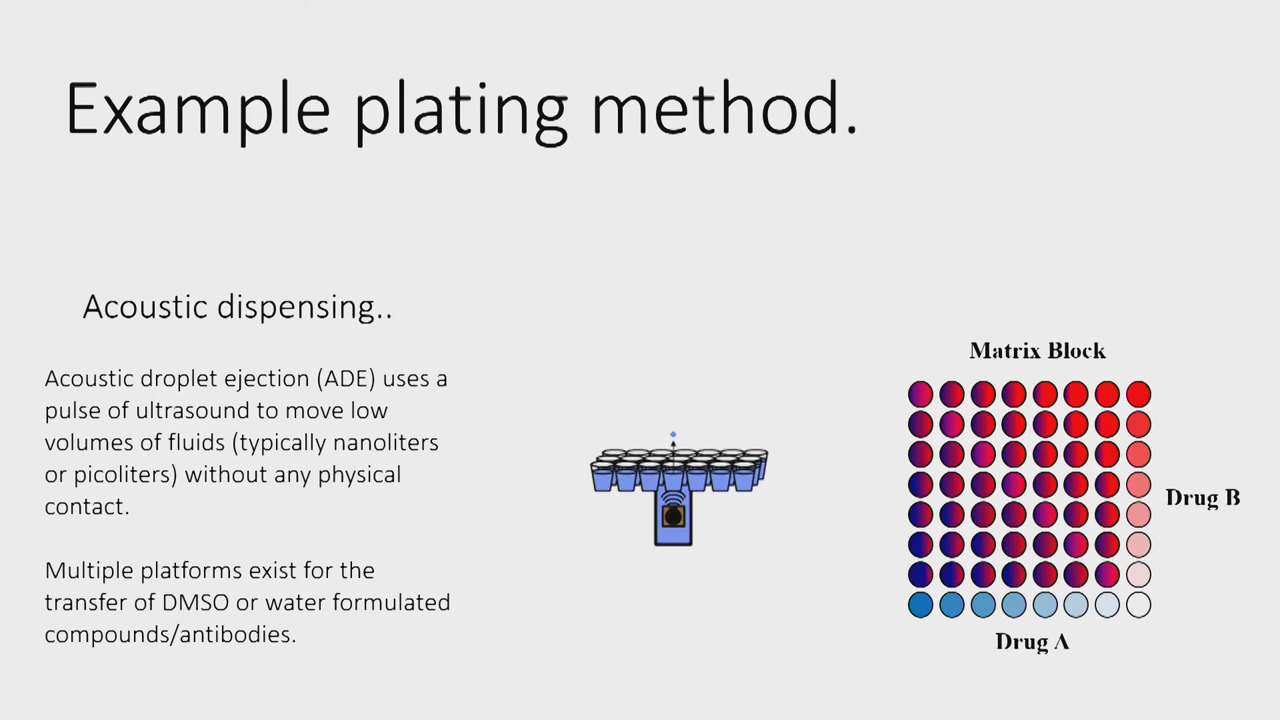 Example plating method.
Acoustic dispensing..
Acoustic droplet ejection (ADE) uses a
pulse of ultrasound to move low
volumes of fluids (typically nanoliters
or picoliters) without any physical
contact.
Multiple platforms exist for the
transfer of DMSO or water formulated
compounds/antibodies.
Matrix Block
Drug B
Drug A